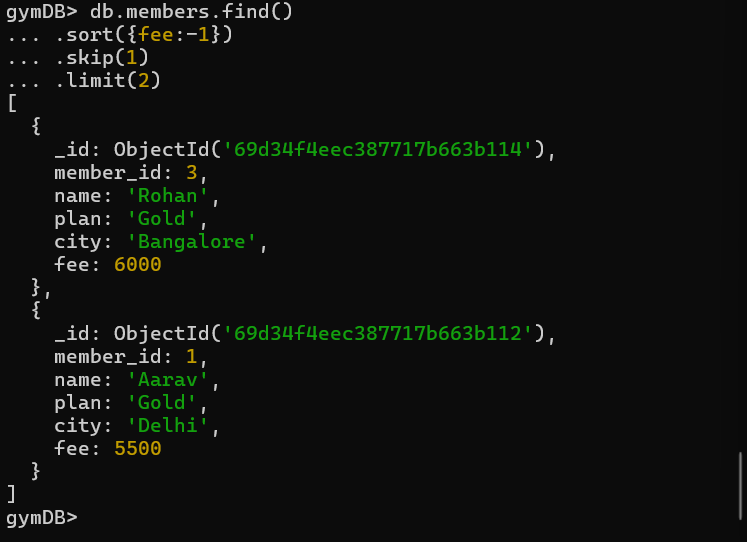 gymDB> db.members.find()
... .sort({fee:-1})
... .skip(1)
... .limit(2)
[
  {
    _id: ObjectId('69d34f4eec387717b663b114'),
    member_id: 3,
    name: 'Rohan',
    plan: 'Gold',
    city: 'Bangalore',
    fee: 6000
  },
  {
    _id: ObjectId('69d34f4eec387717b663b112'),
    member_id: 1,
    name: 'Aarav',
    plan: 'Gold',
    city: 'Delhi',
    fee: 5500
  }
]
gymDB>